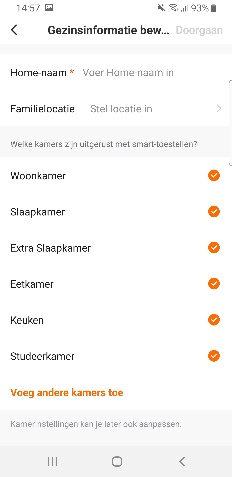 14:57 93%
Gezinsinformatie bew... Doorgaan
Home-naam * Voer Home-naam in
Familielocatie Stel locatie in
Welke kamers zijn uitgerust met smart-toestellen?
Woonkamer
Slaapkamer
Extra Slaapkamer
Eetkamer
Keuken
Studeerkamer
Voeg andere kamers toe
Kamer nstellingen kan je later ook aanpassen.